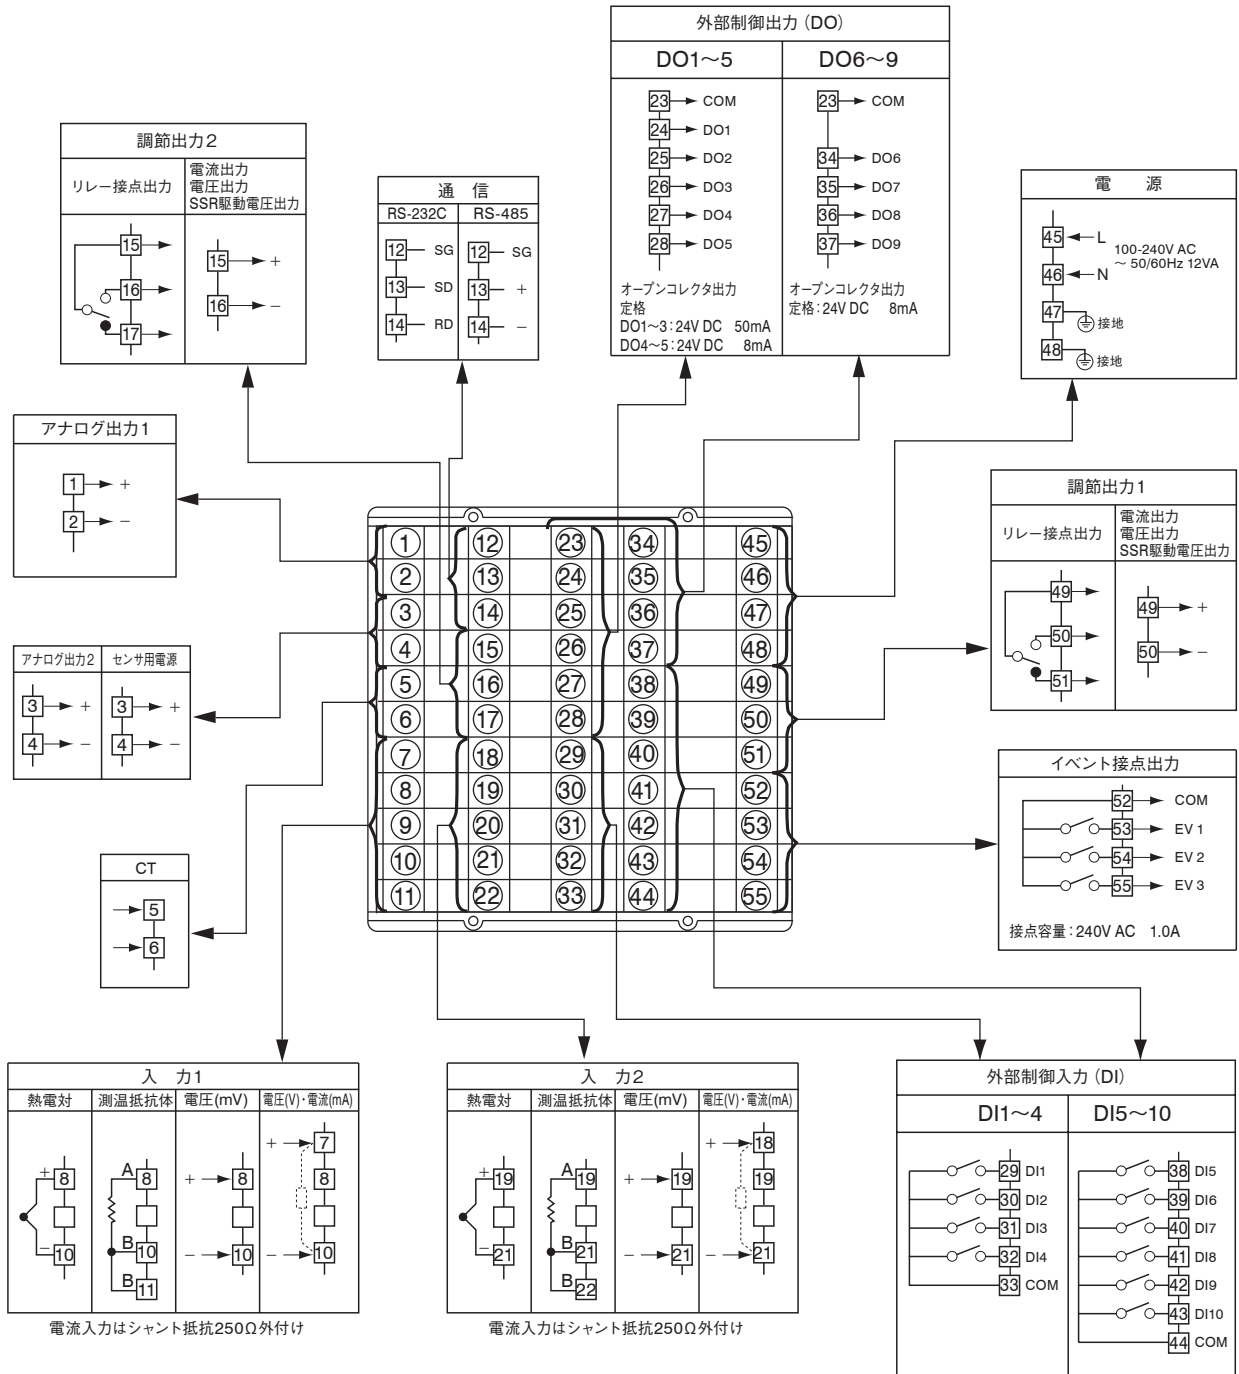 外部制御出力（DO）
DO1～5
DO6～9
23 COM
24 DO1
25 DO2
26 DO3
27 DO4
28 DO5
オープンコレクタ出力
定格
DO1～3：24V DC 50mA
DO4～5：24V DC 8mA
23 COM
34 DO6
35 DO7
36 DO8
37 DO9
オープンコレクタ出力
定格：24V DC 8mA
調節出力2
リレー接点出力
電流出力
電圧出力
SSR駆動電圧出力
15
16
17
15 +
16 −
通 信
RS-232C
RS-485
12 SG
13 SD
14 RD
12 SG
13 +
14 −
電 源
45 L
46 N
100-240V AC
～ 50/60Hz 12VA
47 接地
48 接地
アナログ出力1
1 +
2 −
アナログ出力2
センサ用電源
3 +
4 −
3 +
4 −
CT
5
6
1 12 23 34 45
2 13 24 35 46
3 14 25 36 47
4 15 26 37 48
5 16 27 38 49
6 17 28 39 50
7 18 29 40 51
8 19 30 41 52
9 20 31 42 53
10 21 32 43 54
11 22 33 44 55
調節出力1
リレー接点出力
電流出力
電圧出力
SSR駆動電圧出力
49
50
51
49 +
50 −
イベント接点出力
52 COM
53 EV 1
54 EV 2
55 EV 3
接点容量：240V AC 1.0A
入 力1
熱電対
測温抵抗体
電圧(mV)
電圧(V)・電流(mA)
+ 8
− 10
A 8
B 10
B 11
+ 8
− 10
+ 7
8
− 10
電流入力はシャント抵抗250Ω外付け
入 力2
熱電対
測温抵抗体
電圧(mV)
電圧(V)・電流(mA)
+ 19
− 21
A 19
B 21
B 22
+ 19
− 21
+ 18
19
− 21
電流入力はシャント抵抗250Ω外付け
外部制御入力（DI）
DI1～4
DI5～10
29 DI1
30 DI2
31 DI3
32 DI4
33 COM
38 DI5
39 DI6
40 DI7
41 DI8
42 DI9
43 DI10
44 COM